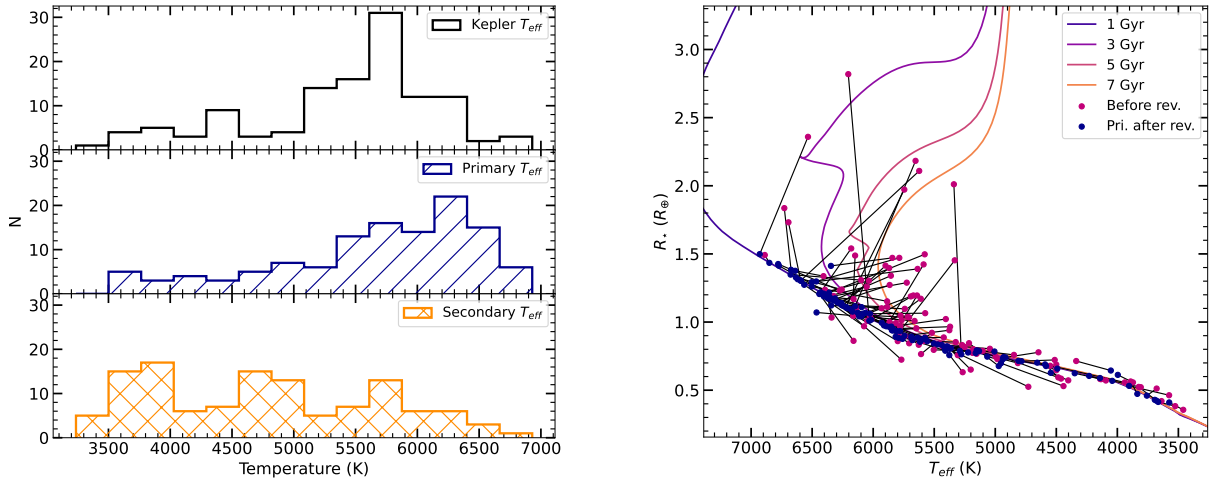 Kepler T_eff
30
20
10
0
Primary T_eff
30
20
10
0
N
Secondary T_eff
30
20
10
0
3500 4000 4500 5000 5500 6000 6500 7000
Temperature (K)
1 Gyr
3 Gyr
5 Gyr
7 Gyr
Before rev.
Pri. after rev.
3.0
2.5
2.0
1.5
1.0
0.5
R⋆ (R⊕)
7000 6500 6000 5500 5000 4500 4000 3500
T_eff (K)